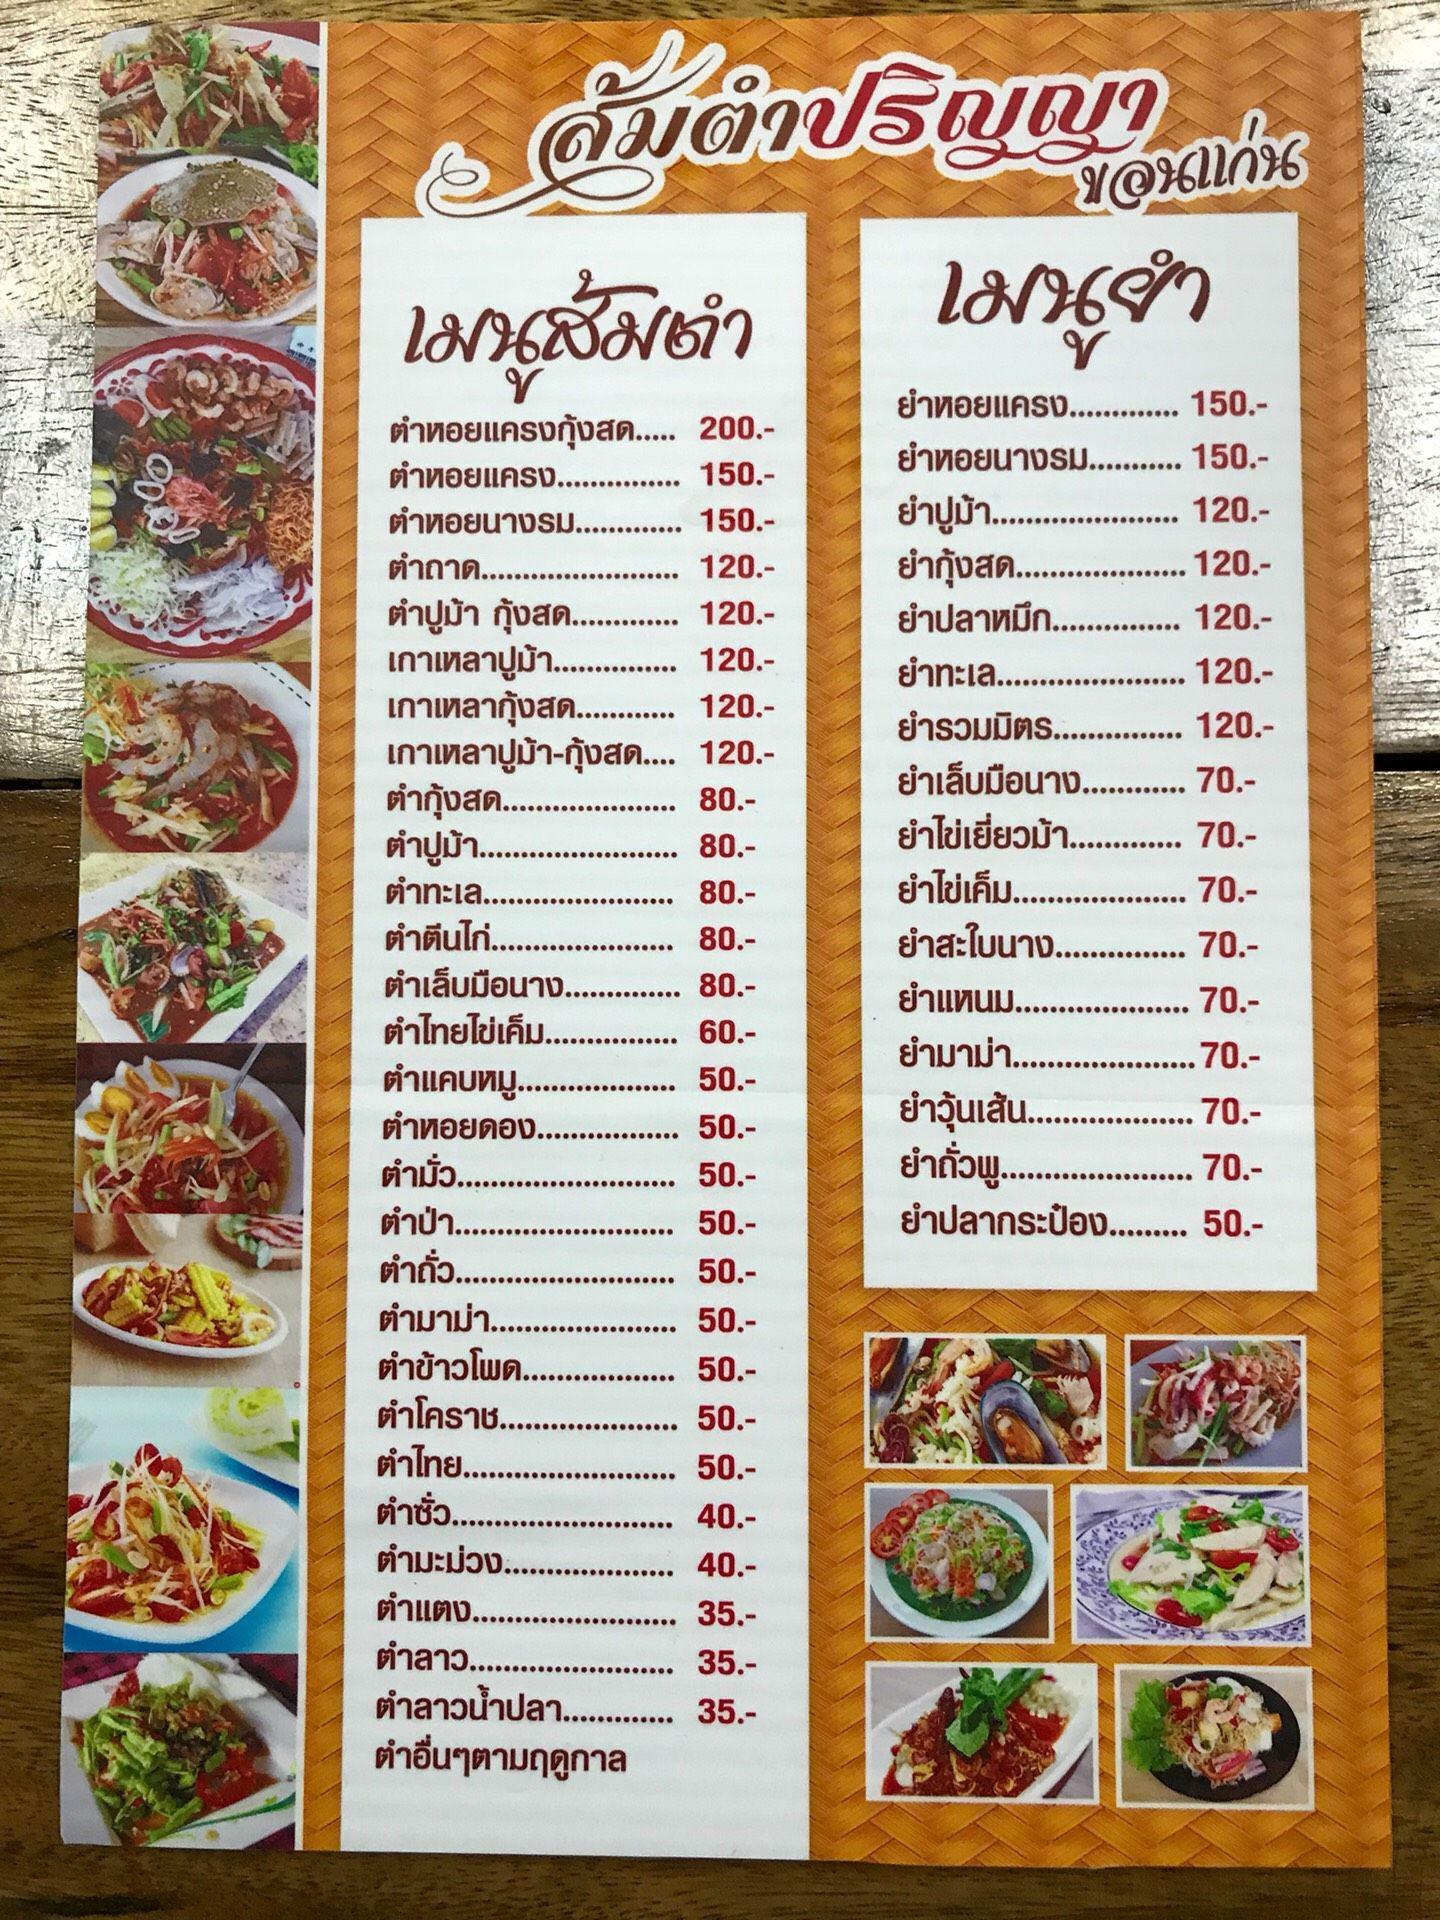 ส้มตำปริญญา
ขอนแก่น
เมนูส้มตำ
ตำหอยแครงกุ้งสด..... 200.-
ตำหอยแครง............... 150.-
ตำหอยนางรม............. 150.-
ตำถาด........................ 120.-
ตำปูม้า กุ้งสด............. 120.-
เกาเหลาปูม้า............... 120.-
เกาเหลากุ้งสด............ 120.-
เกาเหลาปูม้า-กุ้งสด.... 120.-
ตำกุ้งสด..................... 80.-
ตำปูม้า........................ 80.-
ตำทะเล....................... 80.-
ตำตีนไก่...................... 80.-
ตำเล็บมือนาง.............. 80.-
ตำไทยไข่เค็ม................ 60.-
ตำแคบหมู................... 50.-
ตำหอยดอง................. 50.-
ตำมั่ว.......................... 50.-
ตำป่า........................... 50.-
ตำถั่ว........................... 50.-
ตำมาม่า....................... 50.-
ตำข้าวโพด.................. 50.-
ตำโคราช..................... 50.-
ตำไทย.......................... 50.-
ตำซั่ว........................... 40.-
ตำมะม่วง..................... 40.-
ตำแตง......................... 35.-
ตำลาว......................... 35.-
ตำลาวน้ำปลา............. 35.-
ตำอื่นๆตามฤดูกาล
เมนูยำ
ยำหอยแครง............. 150.-
ยำหอยนางรม........... 150.-
ยำปูม้า...................... 120.-
ยำกุ้งสด.................... 120.-
ยำปลาหมึก............... 120.-
ยำทะเล...................... 120.-
ยำรวมมิตร............... 120.-
ยำเล็บมือนาง............ 70.-
ยำไข่เยี่ยวม้า............. 70.-
ยำไข่เค็ม.................... 70.-
ยำสะใบนาง............... 70.-
ยำแหนม.................... 70.-
ยำมาม่า..................... 70.-
ยำวุ้นเส้น................... 70.-
ยำถั่วพู...................... 70.-
ยำปลากระป๋อง......... 50.-